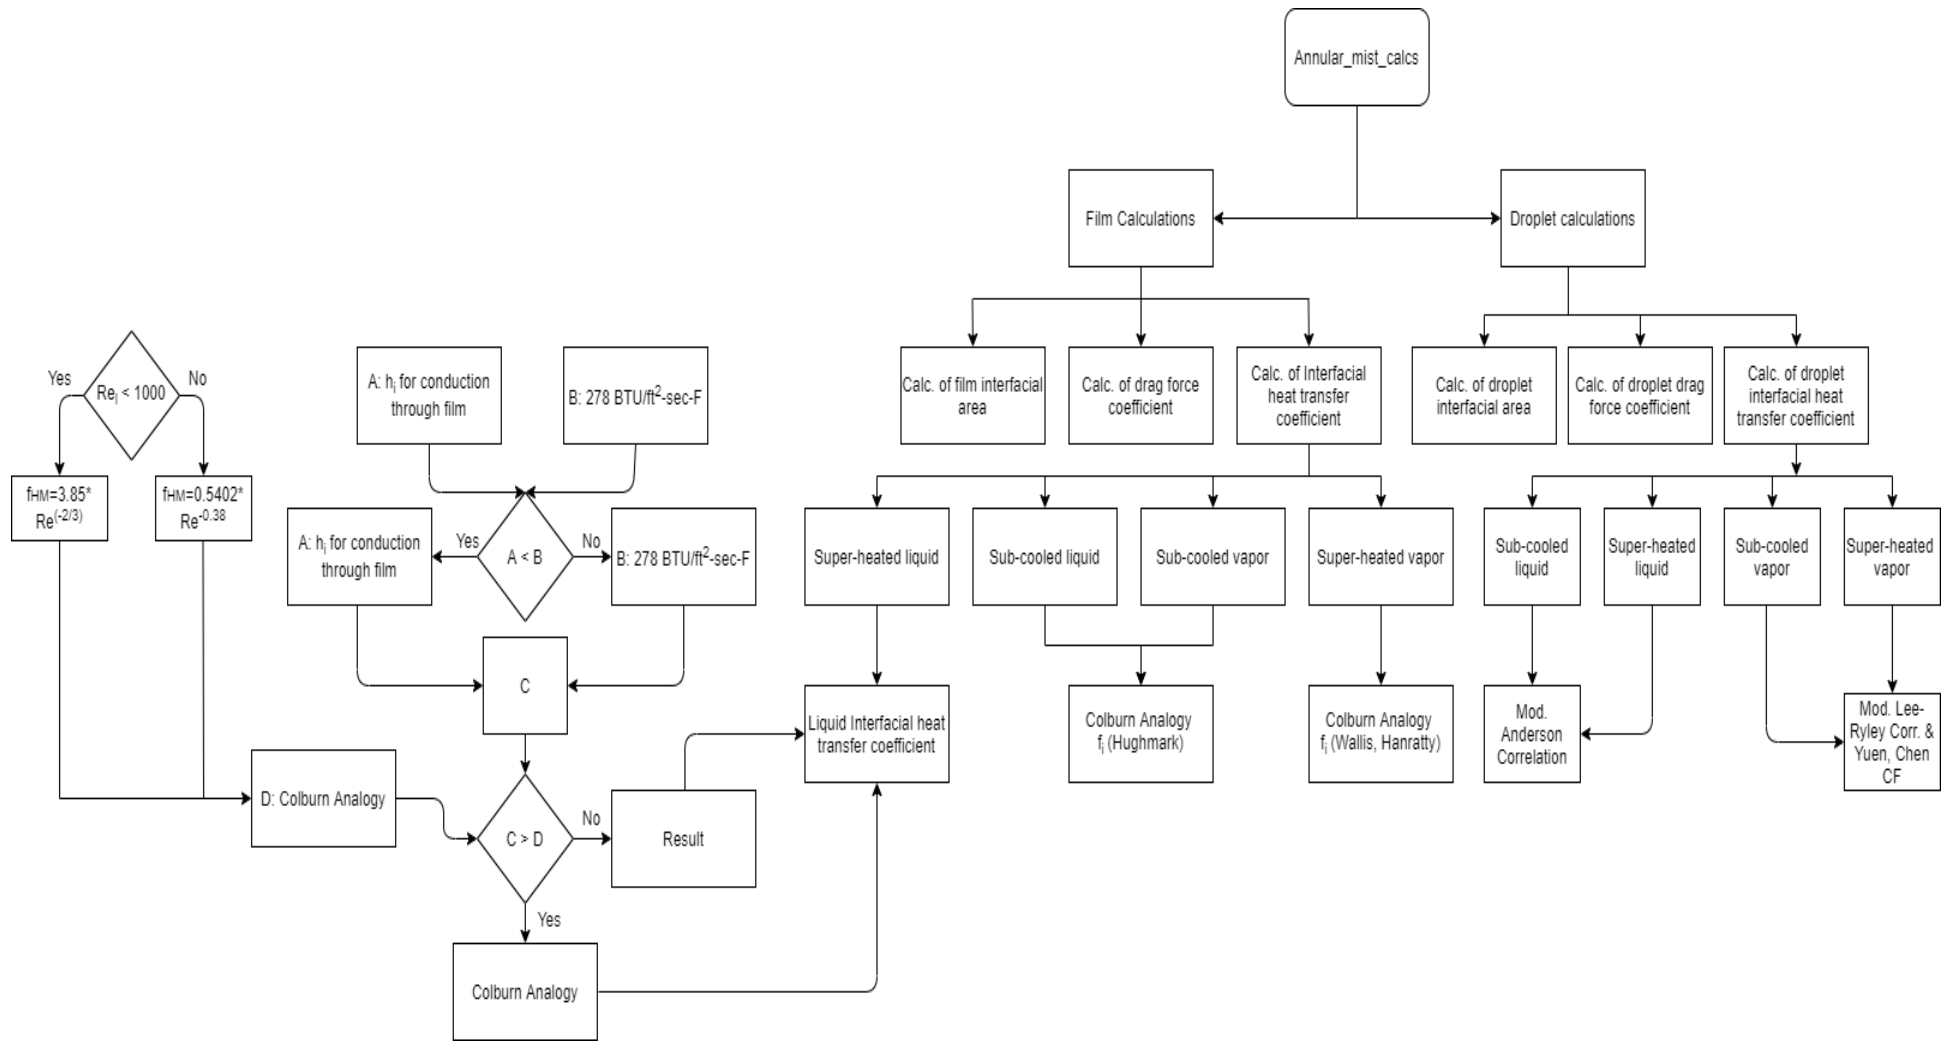 Annular_mist_calcs
Film Calculations
Droplet calculations
Yes
Re_i < 1000
No
A: h_i for conduction
through film
B: 278 BTU/ft²-sec-F
Calc. of film interfacial
area
Calc. of drag force
coefficient
Calc. of Interfacial
heat transfer
coefficient
Calc. of droplet
interfacial area
Calc. of droplet drag
force coefficient
Calc. of droplet
interfacial heat
transfer coefficient
fHM=3.85*
Re^(-2/3)
fHM=0.5402*
Re^-0.38
A: h_i for conduction
through film
Yes
A < B
No
B: 278 BTU/ft²-sec-F
Super-heated liquid
Sub-cooled liquid
Sub-cooled vapor
Super-heated vapor
Sub-cooled
liquid
Super-heated
liquid
Sub-cooled
vapor
Super-heated
vapor
C
Liquid Interfacial heat
transfer coefficient
Colburn Analogy
f_i (Hughmark)
Colburn Analogy
f_i (Wallis, Hanratty)
Mod.
Anderson
Correlation
Mod. Lee-
Ryley Corr. &
Yuen, Chen
CF
D: Colburn Analogy
C > D
No
Result
Yes
Colburn Analogy